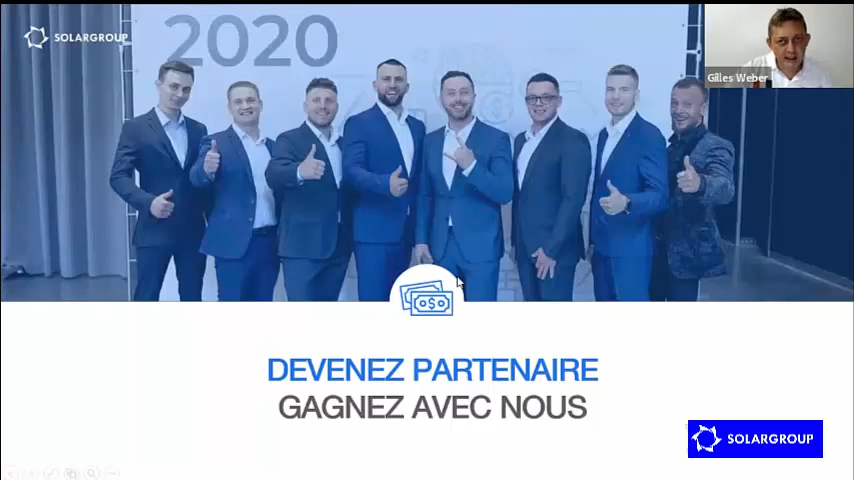 SOLARGROUP
2020
Gilles Weber
DEVENEZ PARTENAIRE
GAGNEZ AVEC NOUS
SOLARGROUP